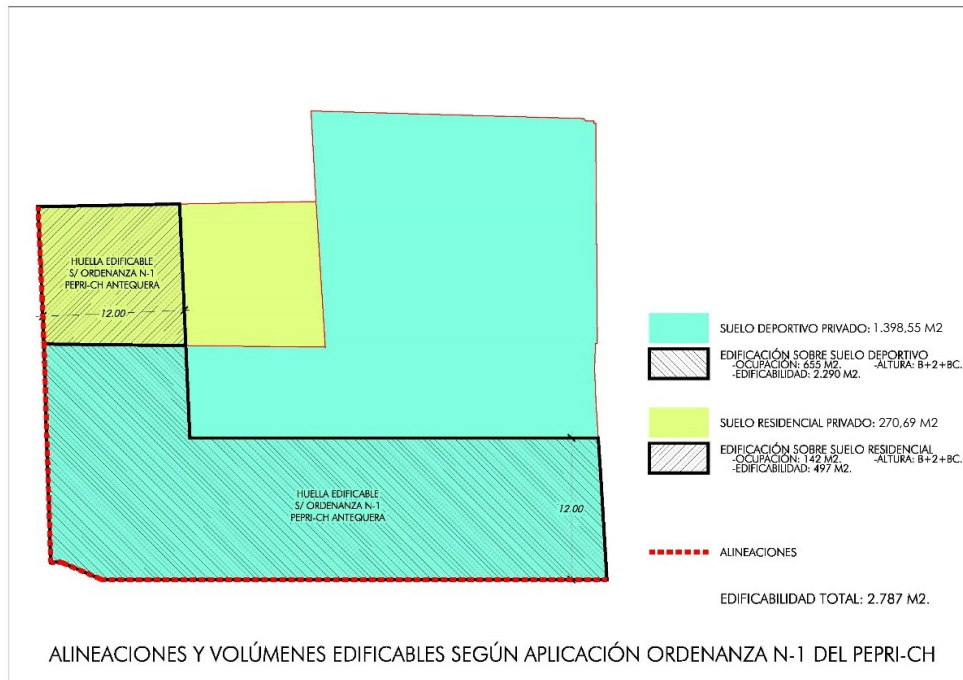 HUELLA EDIFICABLE
S/ ORDENANZA N-1
PEPRI-CH ANTEQUERA
12.00
HUELLA EDIFICABLE
S/ ORDENANZA N-1
PEPRI-CH ANTEQUERA
12.00
SUELO DEPORTIVO PRIVADO: 1.398,55 M2
EDIFICACIÓN SOBRE SUELO DEPORTIVO
-OCUPACIÓN: 655 M2. -ALTURA: B+2+BC.
-EDIFICABILIDAD: 2.290 M2.
SUELO RESIDENCIAL PRIVADO: 270,69 M2
EDIFICACIÓN SOBRE SUELO RESIDENCIAL
-OCUPACIÓN: 142 M2. -ALTURA: B+2+BC.
-EDIFICABILIDAD: 497 M2.
ALINEACIONES
EDIFICABILIDAD TOTAL: 2.787 M2.
ALINEACIONES Y VOLÚMENES EDIFICABLES SEGÚN APLICACIÓN ORDENANZA N-1 DEL PEPRI-CH